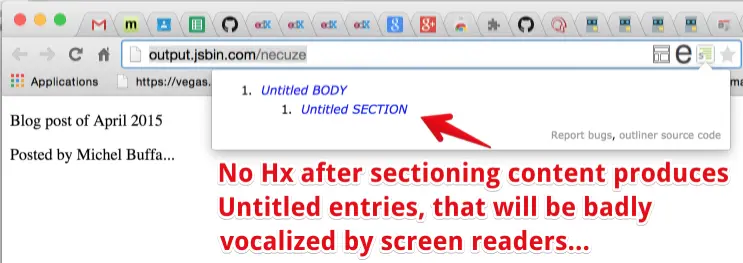 output.jsbin.com/necuze
Applications
https://vegas.
1. Untitled BODY
1. Untitled SECTION
Report bugs, outliner source code
Blog post of April 2015
Posted by Michel Buffa...
No Hx after sectioning content produces
Untitled entries, that will be badly
vocalized by screen readers...